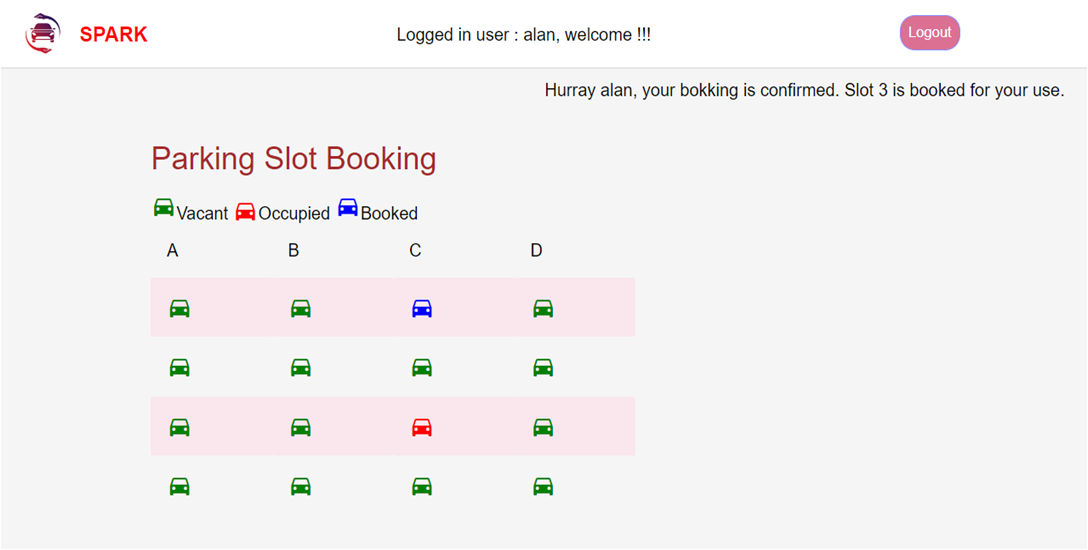 SPARK
Logged in user : alan, welcome !!!
Logout
Hurray alan, your bokking is confirmed. Slot 3 is booked for your use.
Parking Slot Booking
Vacant Occupied Booked
A B C D